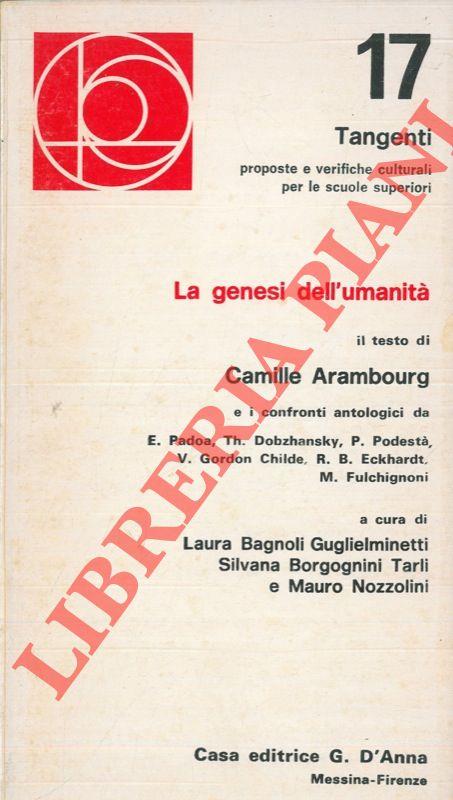 17
Tangenti
proposte e verifiche culturali
per le scuole superiori
La genesi dell'umanità
il testo di
Camille Arambourg
e i confronti antologici da
E. Padoa, Th. Dobzhansky, P. Podestà,
V. Gordon Childe, R. B. Eckhardt,
M. Fulchignoni
a cura di
Laura Bagnoli Guglielminetti
Silvana Borgognini Tarli
e Mauro Nozzolini
Casa editrice G. D'Anna
Messina-Firenze
LIBRERIA PIANI